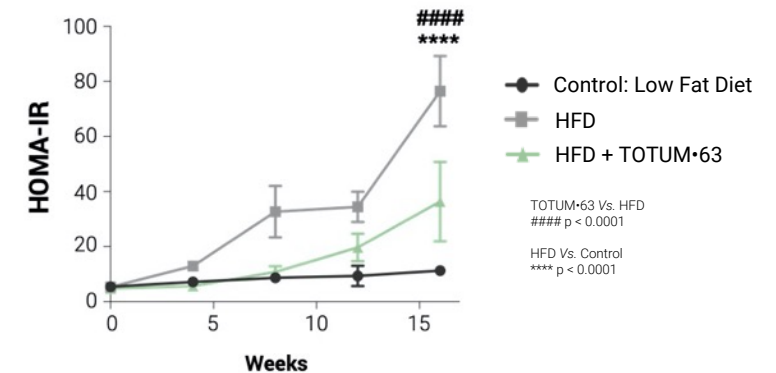 ####
****
100
80
60
40
20
0
HOMA-IR
0 5 10 15
Weeks
Control: Low Fat Diet
HFD
HFD + TOTUM•63
TOTUM•63 Vs. HFD
#### p < 0.0001
HFD Vs. Control
**** p < 0.0001